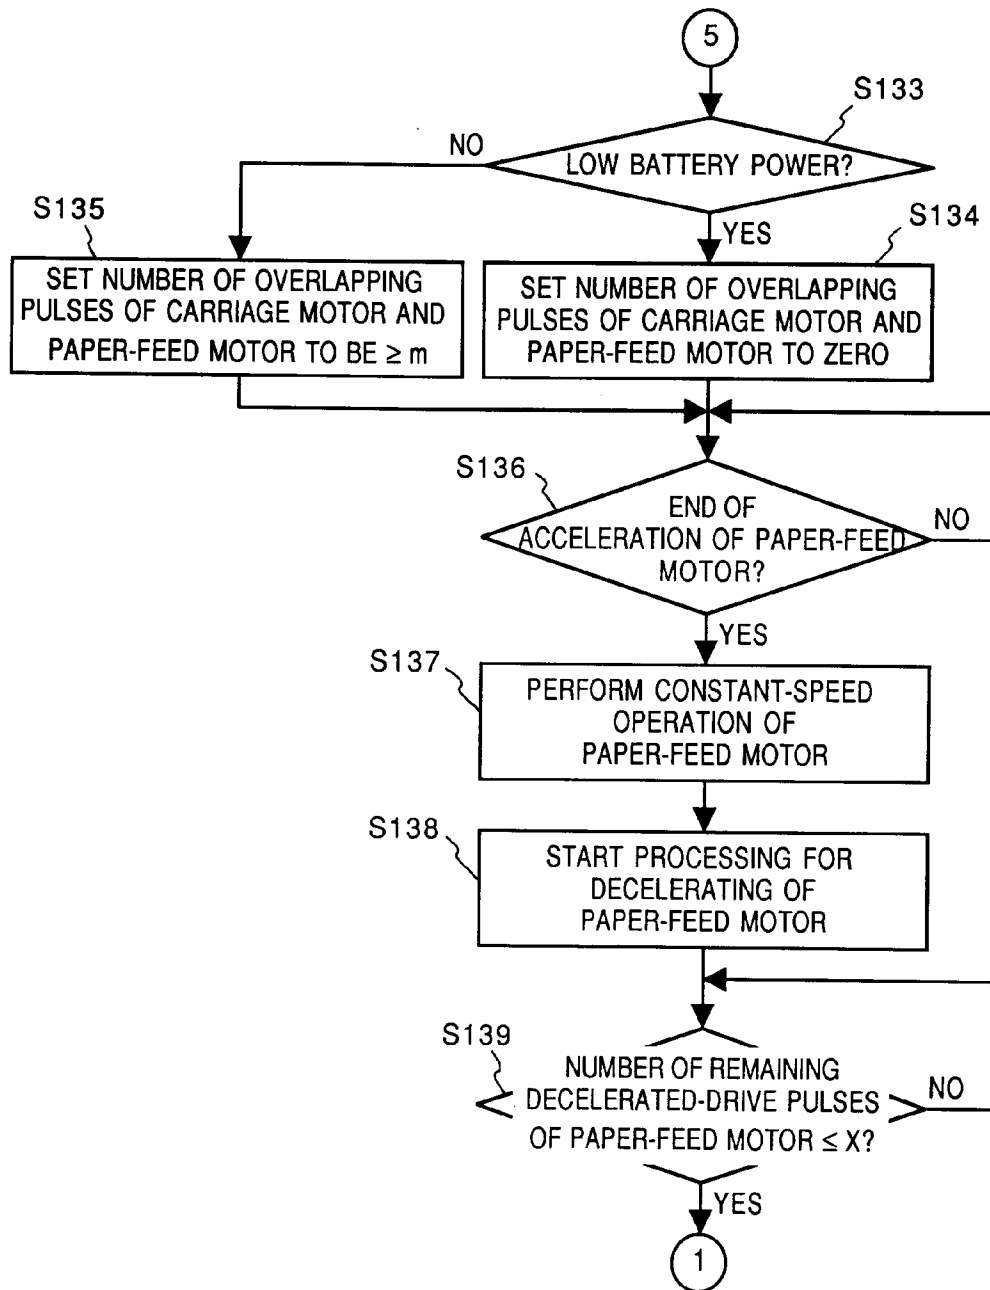 5
S133
NO
LOW BATTERY POWER?
S135
YES
S134
SET NUMBER OF OVERLAPPING
PULSES OF CARRIAGE MOTOR AND
PAPER-FEED MOTOR TO BE ≥ m
SET NUMBER OF OVERLAPPING
PULSES OF CARRIAGE MOTOR AND
PAPER-FEED MOTOR TO ZERO
S136
END OF
ACCELERATION OF PAPER-FEED
MOTOR?
NO
YES
S137
PERFORM CONSTANT-SPEED
OPERATION OF
PAPER-FEED MOTOR
S138
START PROCESSING FOR
DECELERATING OF
PAPER-FEED MOTOR
S139
NUMBER OF REMAINING
DECELERATED-DRIVE PULSES
OF PAPER-FEED MOTOR ≤ X?
NO
YES
1